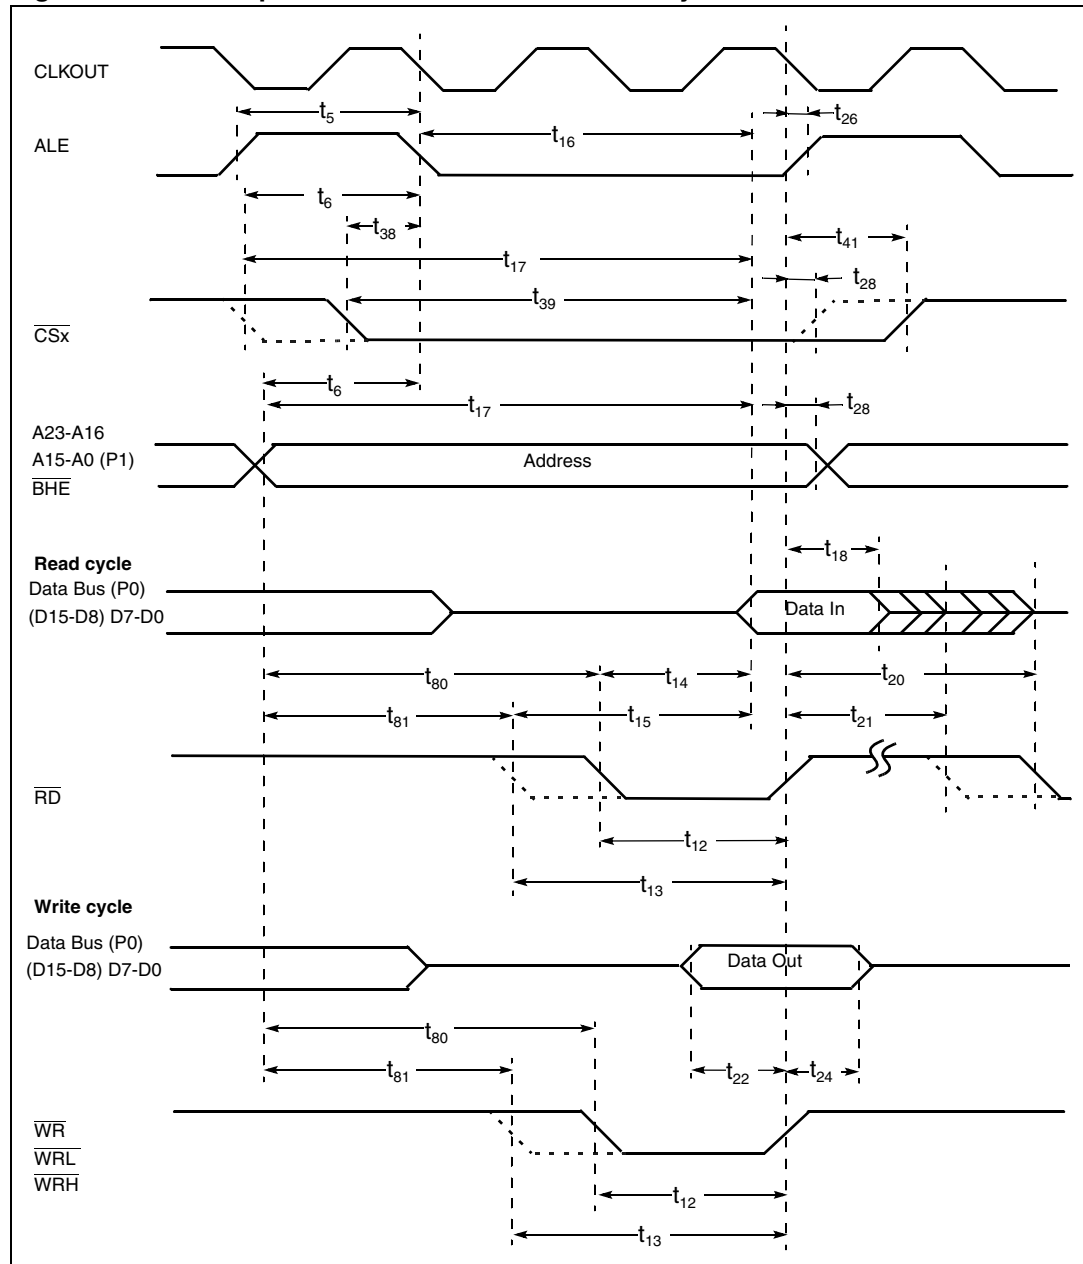 CLKOUT
t5
t26
ALE
t16
t6
t38
t41
t17
t28
t39
CSx
t6
t17
t28
A23-A16
A15-A0 (P1)
Address
BHE
t18
Read cycle
Data Bus (P0)
(D15-D8) D7-D0
Data In
t80
t14
t20
t81
t15
t21
RD
t12
t13
Write cycle
Data Bus (P0)
(D15-D8) D7-D0
Data Out
t80
t81
t22
t24
WR
WRL
WRH
t12
t13